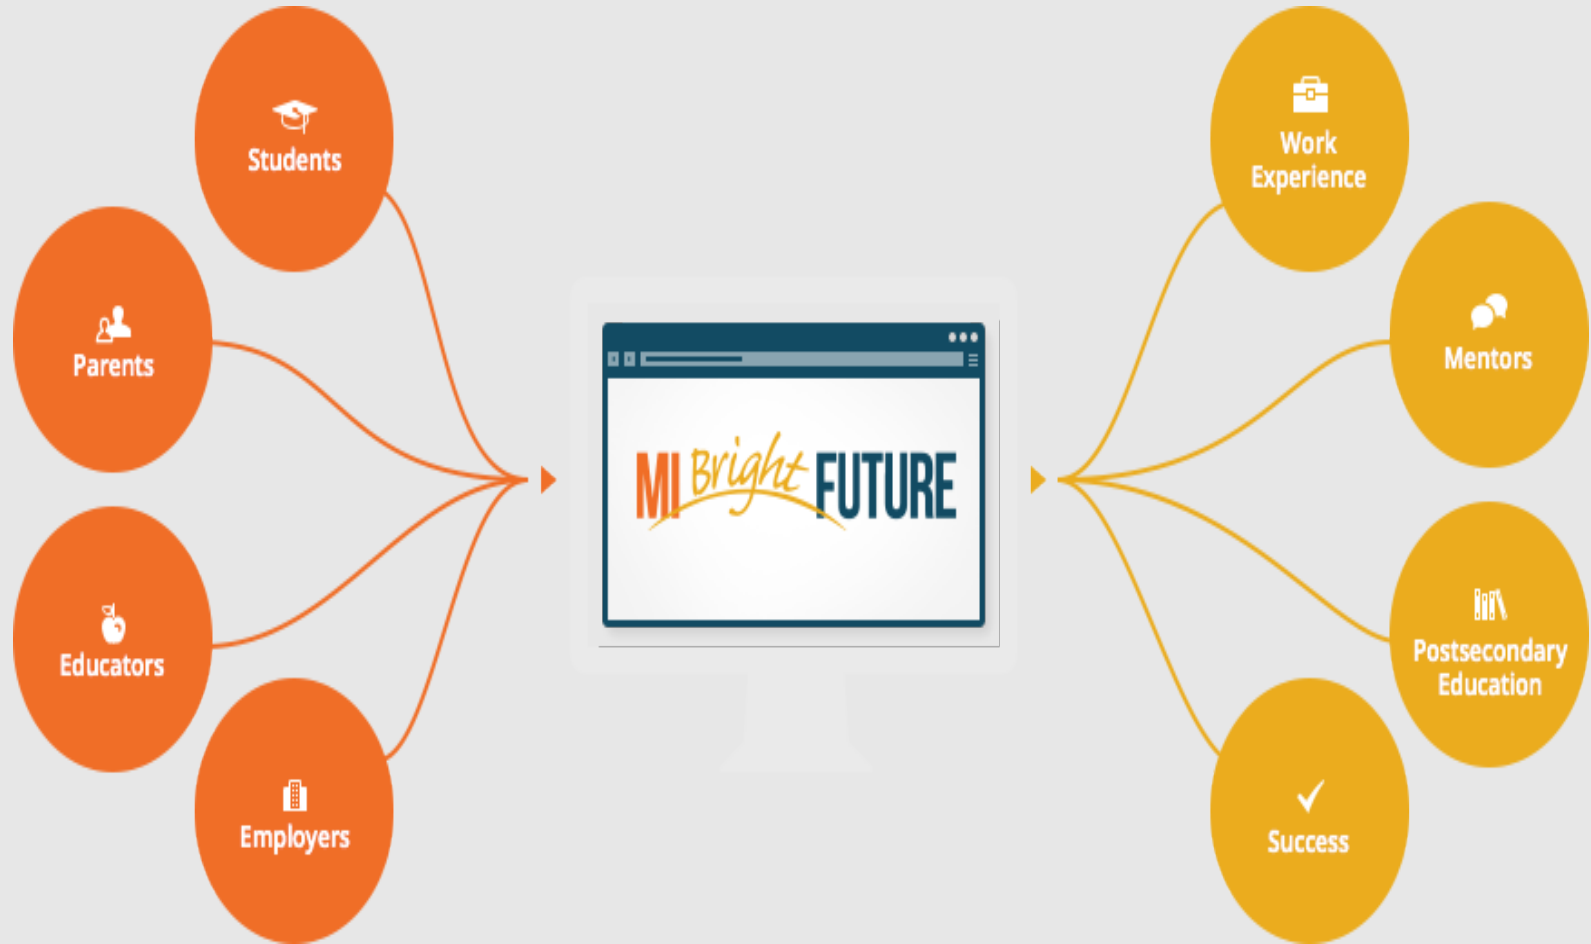 Students
Parents
Educators
Employers
MI Bright FUTURE
Work
Experience
Mentors
Postsecondary
Education
Success